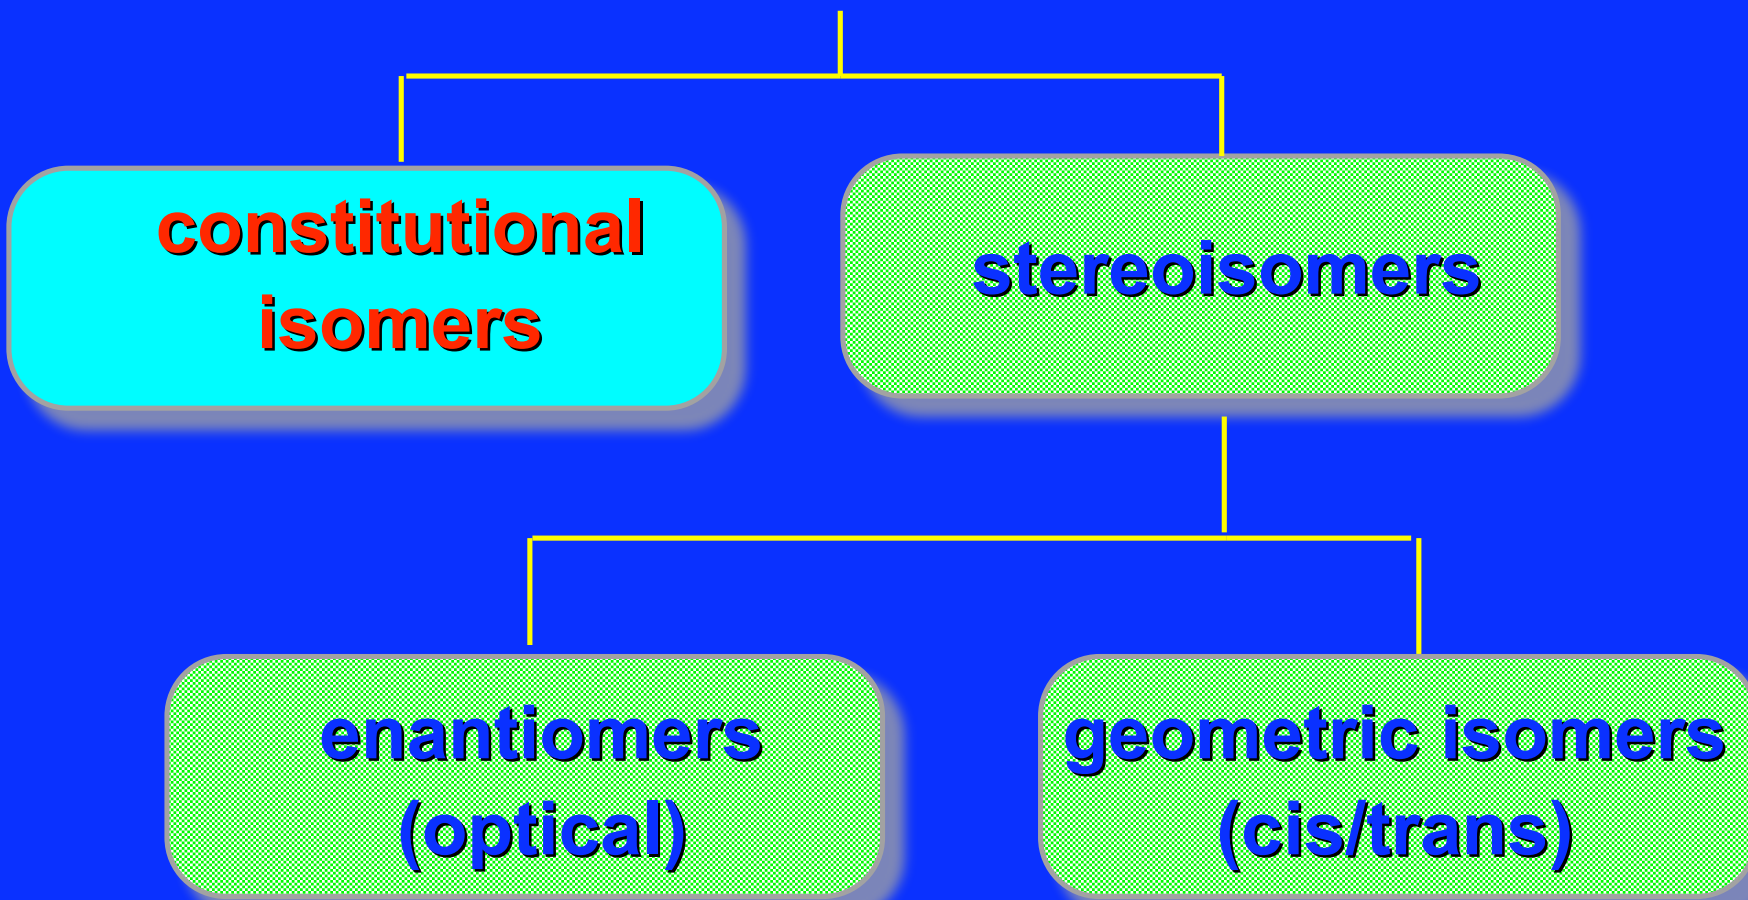 constitutional
isomers
stereoisomers
enantiomers
(optical)
geometric isomers
(cis/trans)